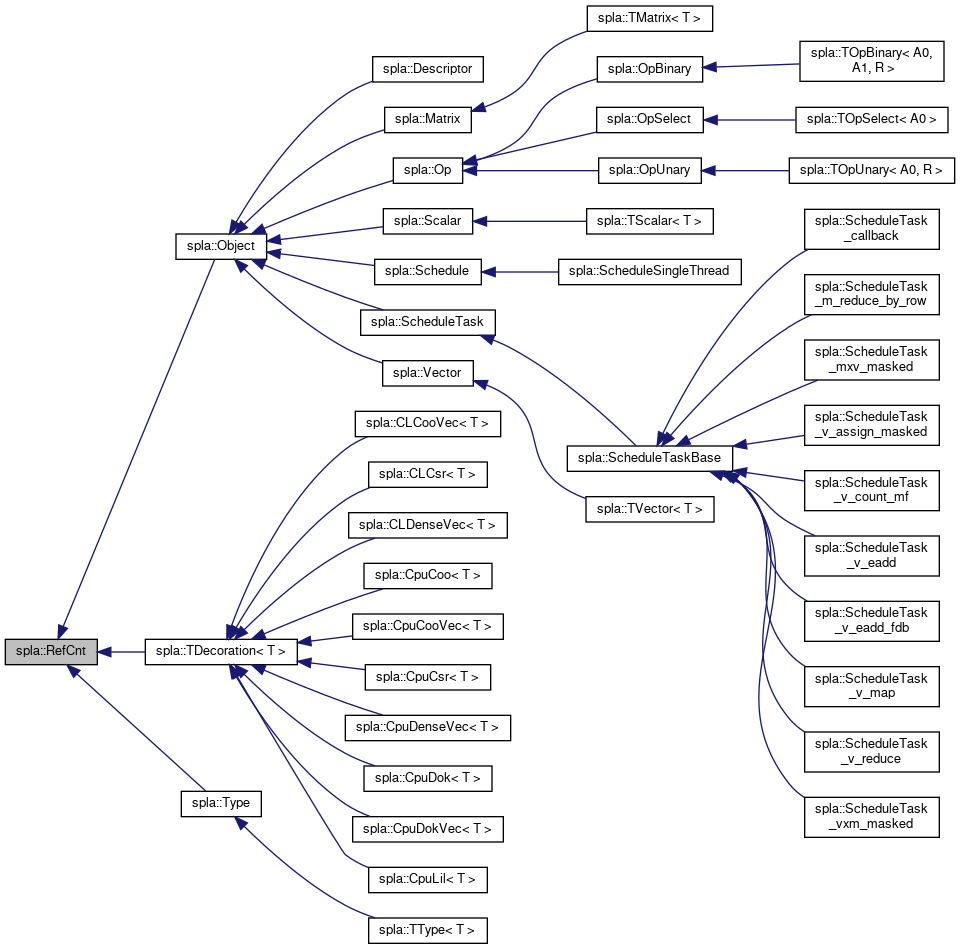 spla::TMatrix< T >
spla::Descriptor
spla::OpBinary
spla::TOpBinary< A0,
A1, R >
spla::Matrix
spla::OpSelect
spla::TOpSelect< A0 >
spla::Op
spla::OpUnary
spla::TOpUnary< A0, R >
spla::Scalar
spla::TScalar< T >
spla::ScheduleTask
_callback
spla::Object
spla::Schedule
spla::ScheduleSingleThread
spla::ScheduleTask
_m_reduce_by_row
spla::ScheduleTask
spla::ScheduleTask
_mxv_masked
spla::Vector
spla::CLCooVec< T >
spla::ScheduleTask
_v_assign_masked
spla::ScheduleTaskBase
spla::CLCsr< T >
spla::ScheduleTask
_v_count_mf
spla::TVector< T >
spla::CLDenseVec< T >
spla::ScheduleTask
_v_eadd
spla::CpuCoo< T >
spla::ScheduleTask
_v_eadd_fdb
spla::CpuCooVec< T >
spla::RefCnt
spla::TDecoration< T >
spla::CpuCsr< T >
spla::ScheduleTask
_v_map
spla::CpuDenseVec< T >
spla::ScheduleTask
_v_reduce
spla::CpuDok< T >
spla::Type
spla::ScheduleTask
_vxm_masked
spla::CpuDokVec< T >
spla::CpuLil< T >
spla::TType< T >